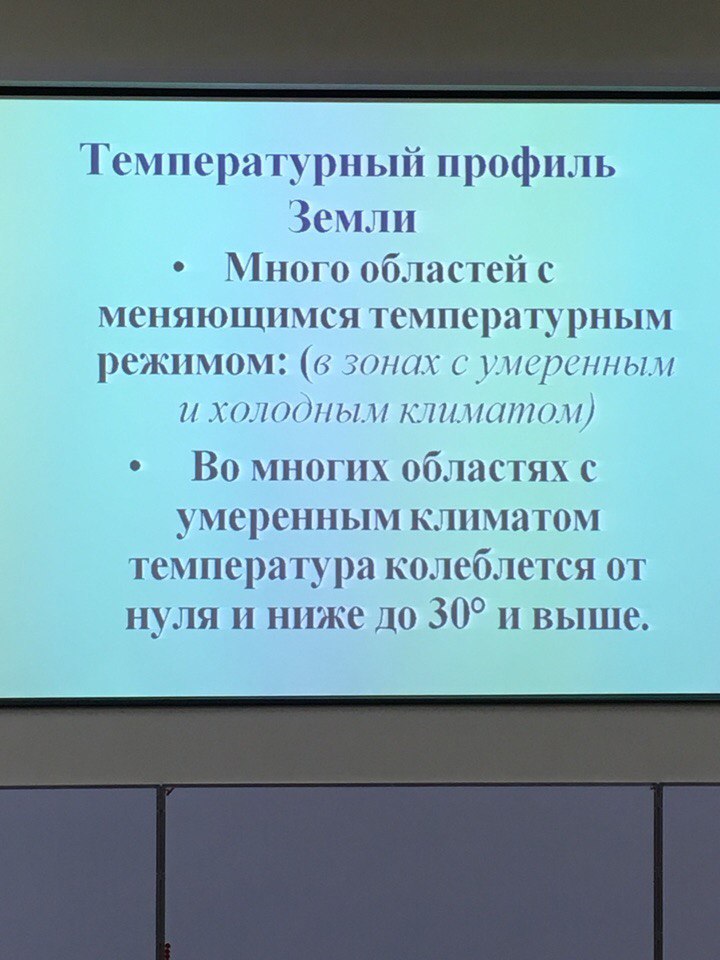 Температурный профиль
Земли
• Много областей с
меняющимся температурным
режимом: (в зонах с умеренным
и холодным климатом)
• Во многих областях с
умеренным климатом
температура колеблется от
нуля и ниже до 30° и выше.